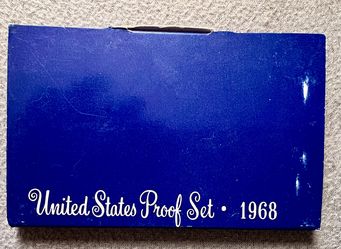 United States Proof Set • 1968